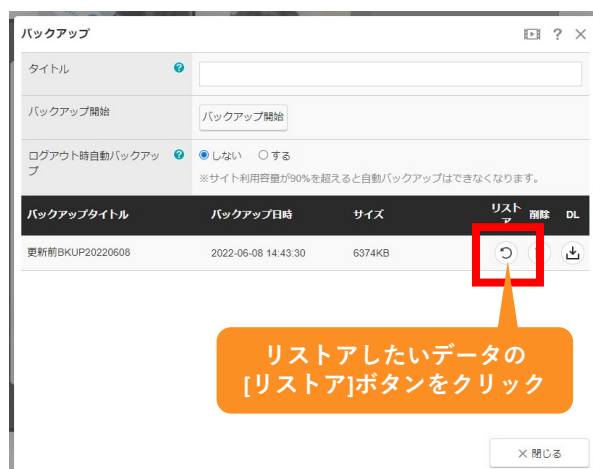 バックアップ
?
タイトル
?
バックアップ開始
バックアップ開始
ログアウト時自動バックアッ
プ
?
しない
する
※サイト利用容量が90%を超えると自動バックアップはできなくなります。
バックアップタイトル バックアップ日時 サイズ リスト
ア 削除 DL
更新前BKUP20220608 2022-06-08 14:43:30 6374KB
リストアしたいデータの
[リストア]ボタンをクリック
× 閉じる